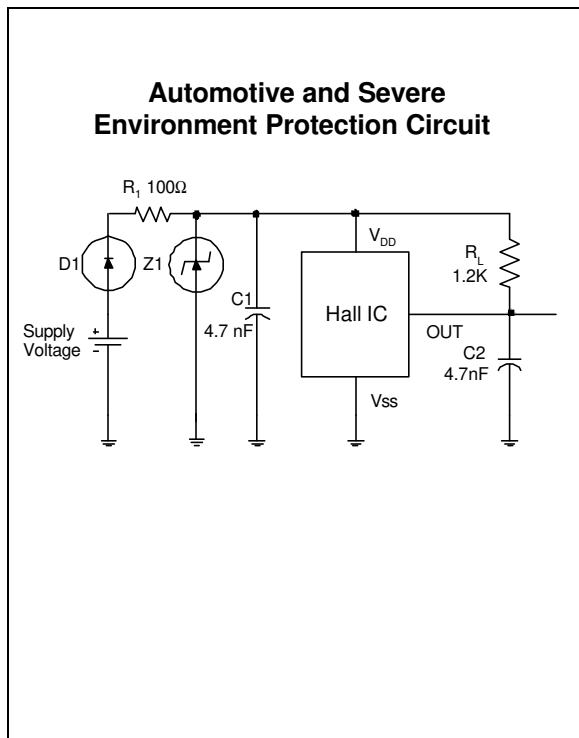 Automotive and Severe
Environment Protection Circuit
R1 100Ω
D1
Z1
C1
4.7 nF
VDD
Hall IC
OUT
Vss
RL
1.2K
C2
4.7nF
Supply
Voltage
+
-